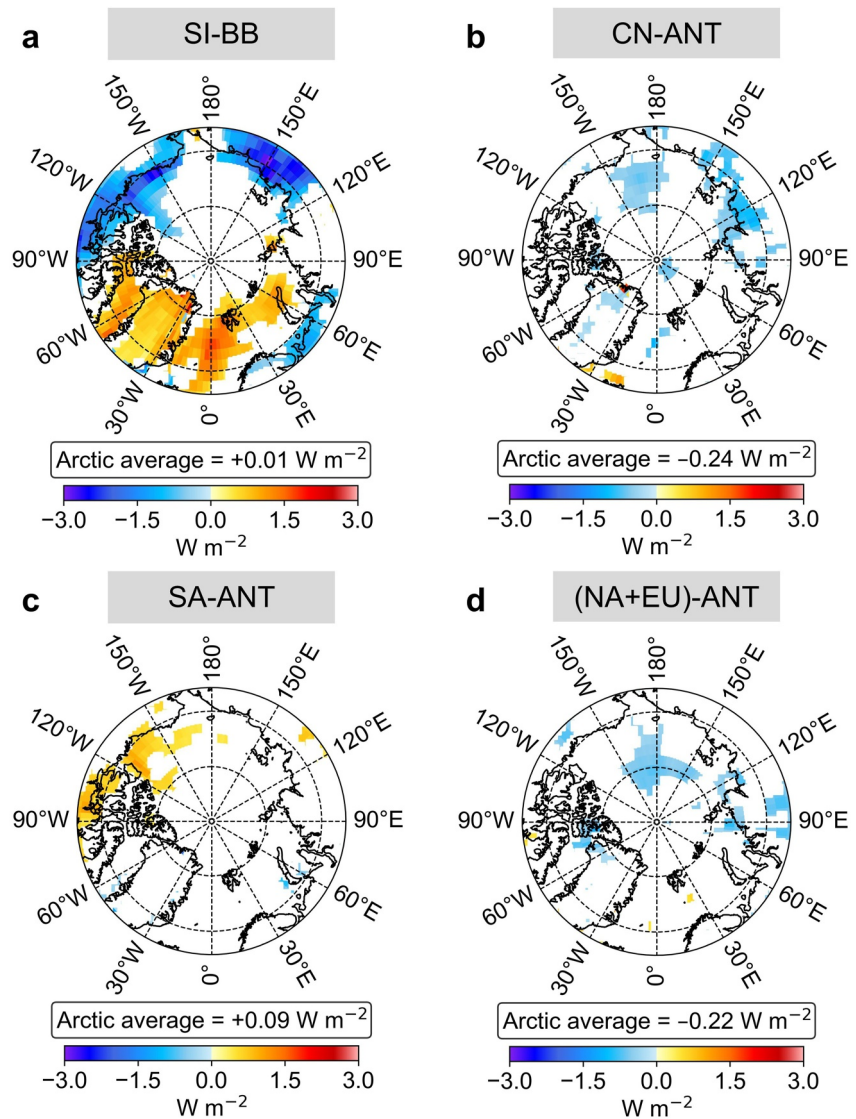 a
SI-BB
180°
150°W
150°E
120°W
120°E
90°W
90°E
60°W
60°E
30°W
30°E
0°
Arctic average = +0.01 W m⁻²
−3.0 −1.5 0.0 1.5 3.0
W m⁻²
b
CN-ANT
180°
150°W
150°E
120°W
120°E
90°W
90°E
60°W
60°E
30°W
30°E
0°
Arctic average = −0.24 W m⁻²
−3.0 −1.5 0.0 1.5 3.0
W m⁻²
c
SA-ANT
180°
150°W
150°E
120°W
120°E
90°W
90°E
60°W
60°E
30°W
30°E
0°
Arctic average = +0.09 W m⁻²
−3.0 −1.5 0.0 1.5 3.0
W m⁻²
d
(NA+EU)-ANT
180°
150°W
150°E
120°W
120°E
90°W
90°E
60°W
60°E
30°W
30°E
0°
Arctic average = −0.22 W m⁻²
−3.0 −1.5 0.0 1.5 3.0
W m⁻²